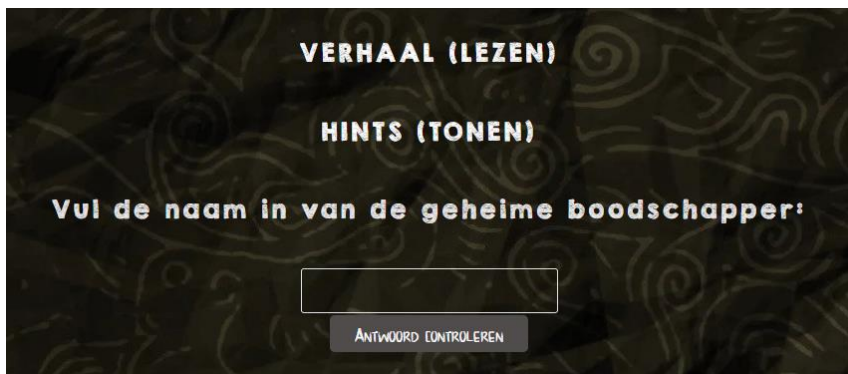 VERHAAL (LEZEN)
HINTS (TONEN)
Vul de naam in van de geheime boodschapper:
ANTWOORD CONTROLEREN